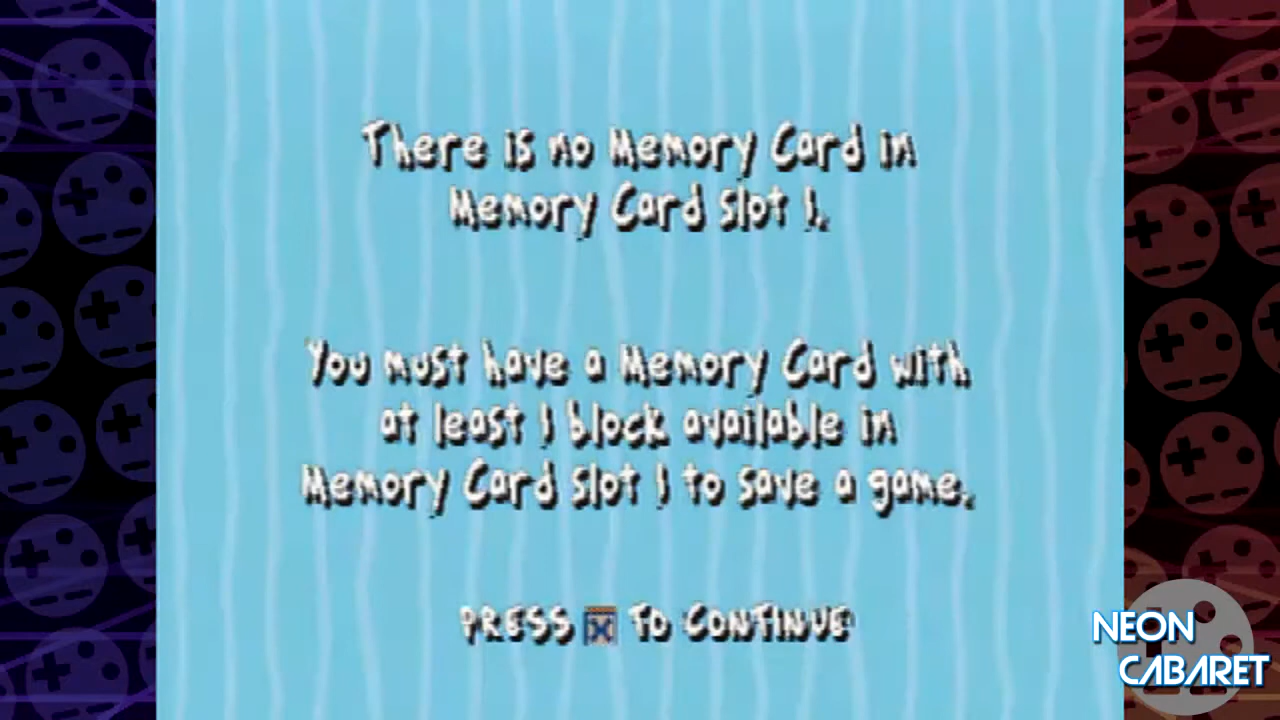 There is no Memory Card in
Memory Card slot 1.
You must have a Memory Card with
at least 1 block available in
Memory Card slot 1 to save a game.
PRESS X TO CONTINUE
NEON
CABARET